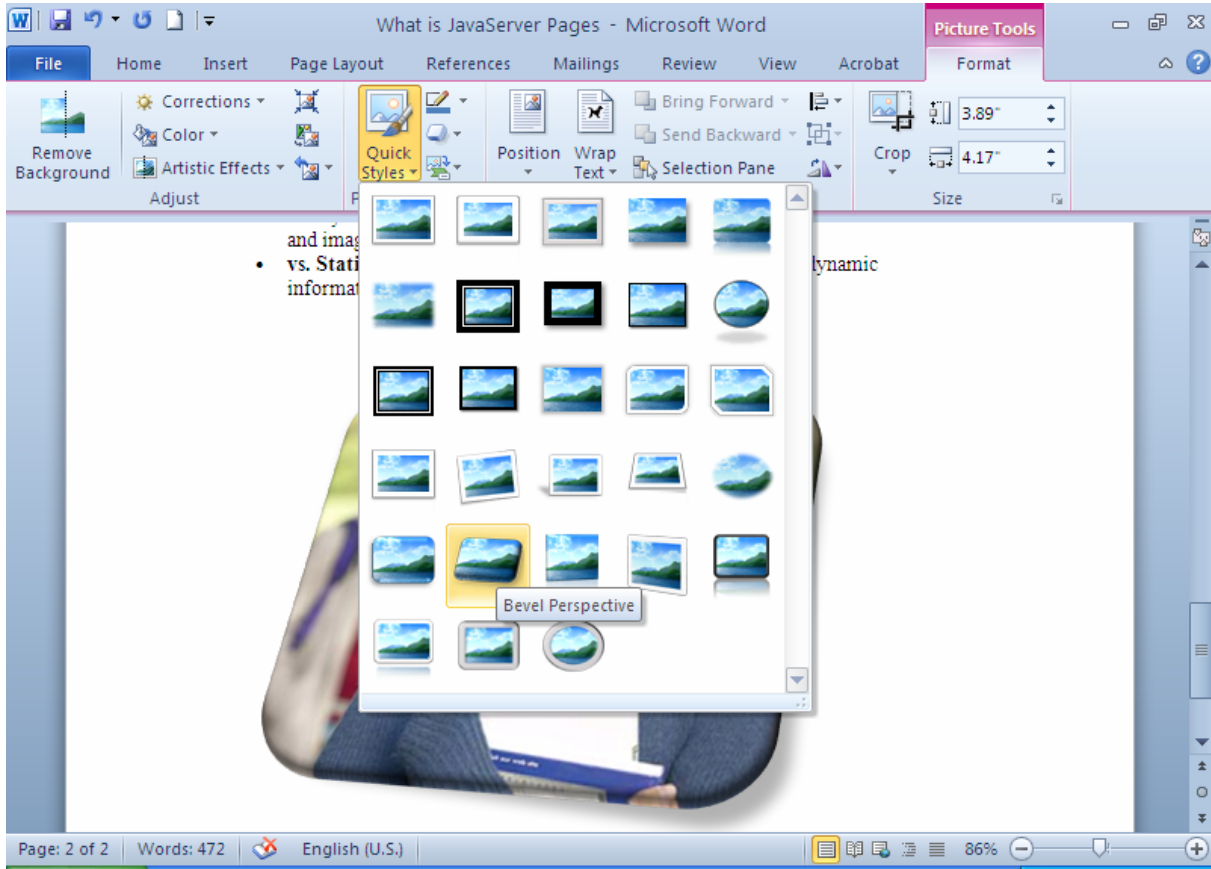 W What is JavaServer Pages - Microsoft Word Picture Tools
File Home Insert Page Layout References Mailings Review View Acrobat Format
Remove Background
Corrections
Color
Artistic Effects
Adjust
Quick Styles
P
Position
Wrap Text
Bring Forward
Send Backward
Selection Pane
Crop
3.89"
4.17"
Size
and imag
• vs. Stati lynamic
informat
Bevel Perspective
Page: 2 of 2 Words: 472 English (U.S.) 86%